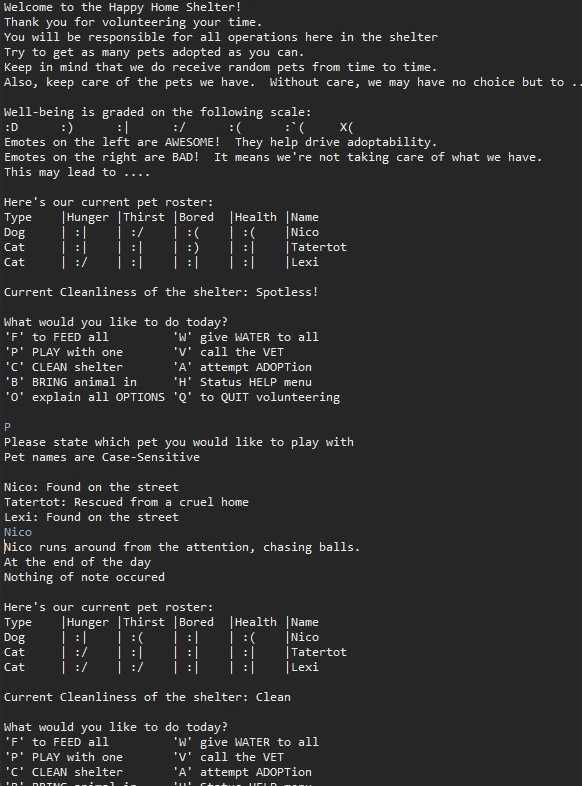 Welcome to the Happy Home Shelter!
Thank you for volunteering your time.
You will be responsible for all operations here in the shelter
Try to get as many pets adopted as you can.
Keep in mind that we do receive random pets from time to time.
Also, keep care of the pets we have.  Without care, we may have no choice but to ..
Well-being is graded on the following scale:
:D      :)      :|      :/      :(      :`(     X(
Emotes on the left are AWESOME!  They help drive adoptability.
Emotes on the right are BAD!  It means we're not taking care of what we have.
This may lead to ....
Here's our current pet roster:
Type    |Hunger |Thirst |Bored  |Health |Name
Dog     | :|    | :/    | :(    | :(    |Nico
Cat     | :|    | :|    | :)    | :|    |Tatertot
Cat     | :/    | :|    | :|    | :|    |Lexi
Current Cleanliness of the shelter: Spotless!
What would you like to do today?
'F' to FEED all         'W' give WATER to all
'P' PLAY with one       'V' call the VET
'C' CLEAN shelter       'A' attempt ADOPTion
'B' BRING animal in     'H' Status HELP menu
'O' explain all OPTIONS 'Q' to QUIT volunteering
P
Please state which pet you would like to play with
Pet names are Case-Sensitive
Nico: Found on the street
Tatertot: Rescued from a cruel home
Lexi: Found on the street
Nico
Nico runs around from the attention, chasing balls.
At the end of the day
Nothing of note occured
Here's our current pet roster:
Type    |Hunger |Thirst |Bored  |Health |Name
Dog     | :|    | :(    | :|    | :(    |Nico
Cat     | :/    | :|    | :|    | :|    |Tatertot
Cat     | :/    | :/    | :|    | :|    |Lexi
Current Cleanliness of the shelter: Clean
What would you like to do today?
'F' to FEED all         'W' give WATER to all
'P' PLAY with one       'V' call the VET
'C' CLEAN shelter       'A' attempt ADOPTion
'B' BRING animal in     'H' Status HELP menu